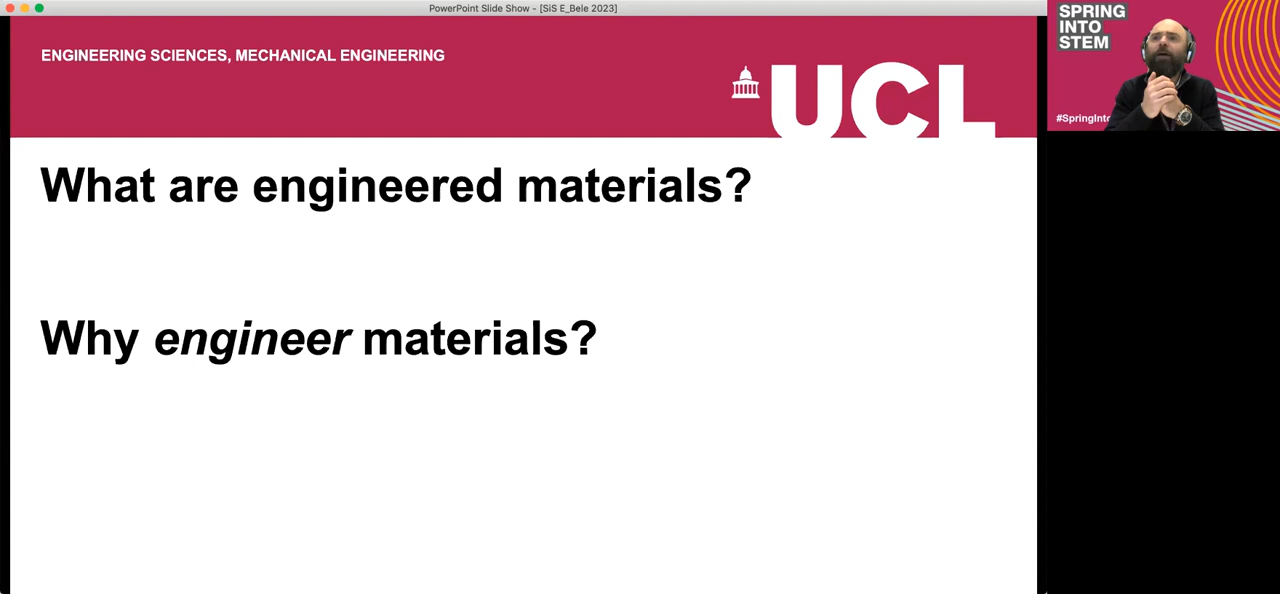 PowerPoint Slide Show - [SiS E_Bele 2023]
ENGINEERING SCIENCES, MECHANICAL ENGINEERING
UCL
What are engineered materials?
Why engineer materials?
SPRING
INTO
STEM
#SpringInto